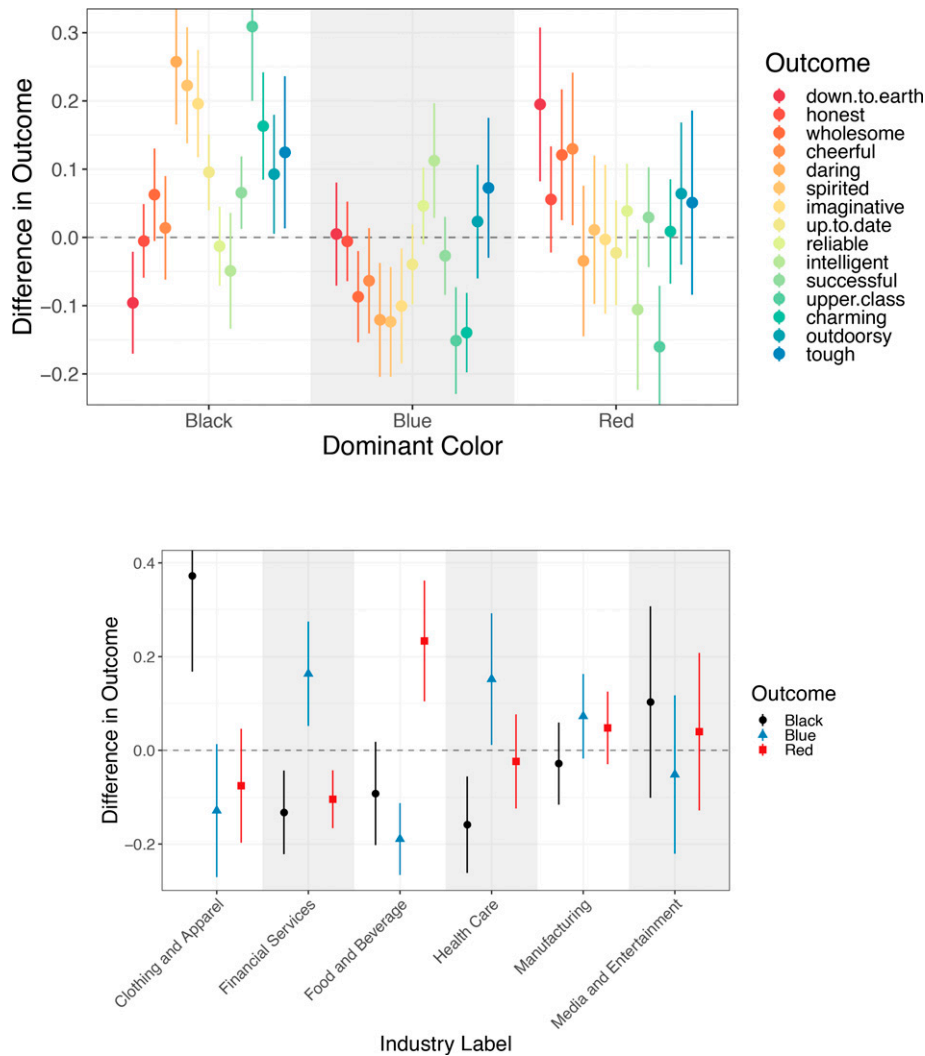 Difference in Outcome
0.3
0.2
0.1
0.0
−0.1
−0.2
Black
Blue
Red
Dominant Color
Outcome
down.to.earth
honest
wholesome
cheerful
daring
spirited
imaginative
up.to.date
reliable
intelligent
successful
upper.class
charming
outdoorsy
tough
Difference in Outcome
0.4
0.2
0.0
−0.2
Clothing and Apparel
Financial Services
Food and Beverage
Health Care
Manufacturing
Media and Entertainment
Industry Label
Outcome
Black
Blue
Red